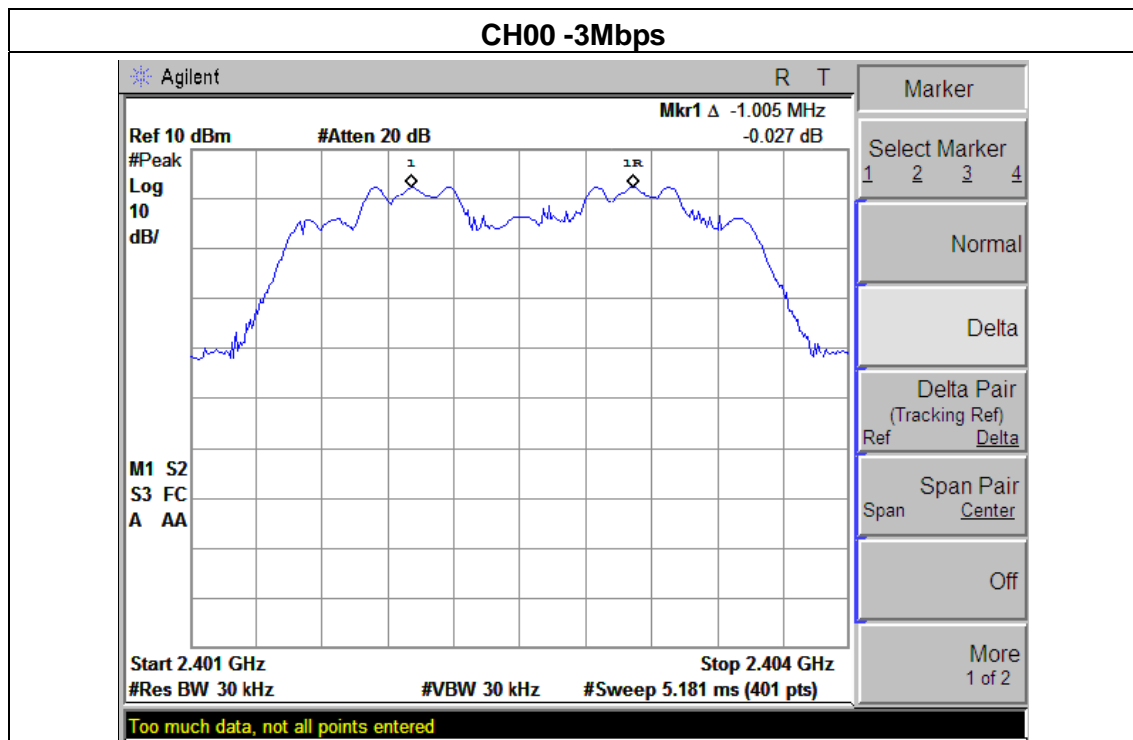 CH00 -3Mbps
Agilent R T
Mkr1 Δ -1.005 MHz
Ref 10 dBm #Atten 20 dB -0.027 dB
#Peak
Log
10
dB/
1 1R
M1 S2
S3 FC
A AA
Start 2.401 GHz Stop 2.404 GHz
#Res BW 30 kHz #VBW 30 kHz #Sweep 5.181 ms (401 pts)
Too much data, not all points entered
Marker
Select Marker
1 2 3 4
Normal
Delta
Delta Pair
(Tracking Ref)
Ref Delta
Span Pair
Span Center
Off
More
1 of 2